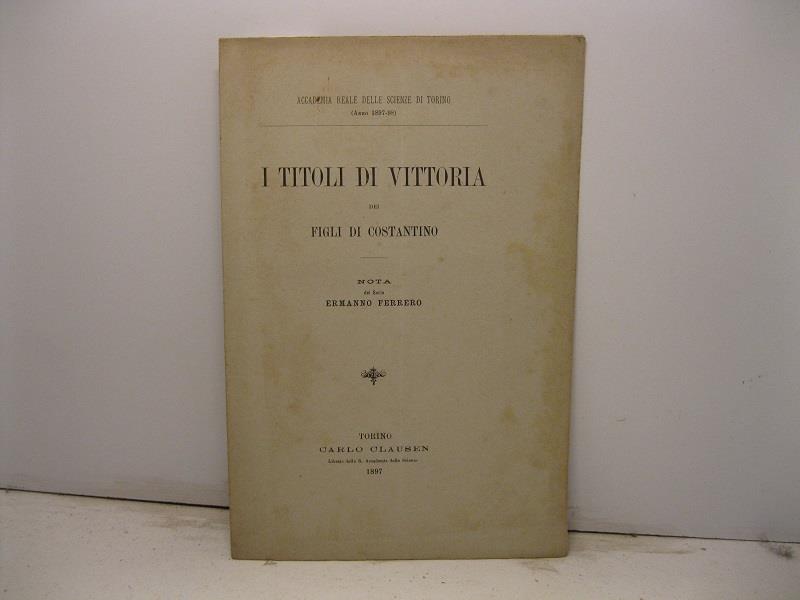 ACCADEMIA REALE DELLE SCIENZE DI TORINO
(Anno 1897-98)
I TITOLI DI VITTORIA
DEI
FIGLI DI COSTANTINO
NOTA
del Socio
ERMANNO FERRERO
TORINO
CARLO CLAUSEN
Libraio della R. Accademia delle Scienze
1897